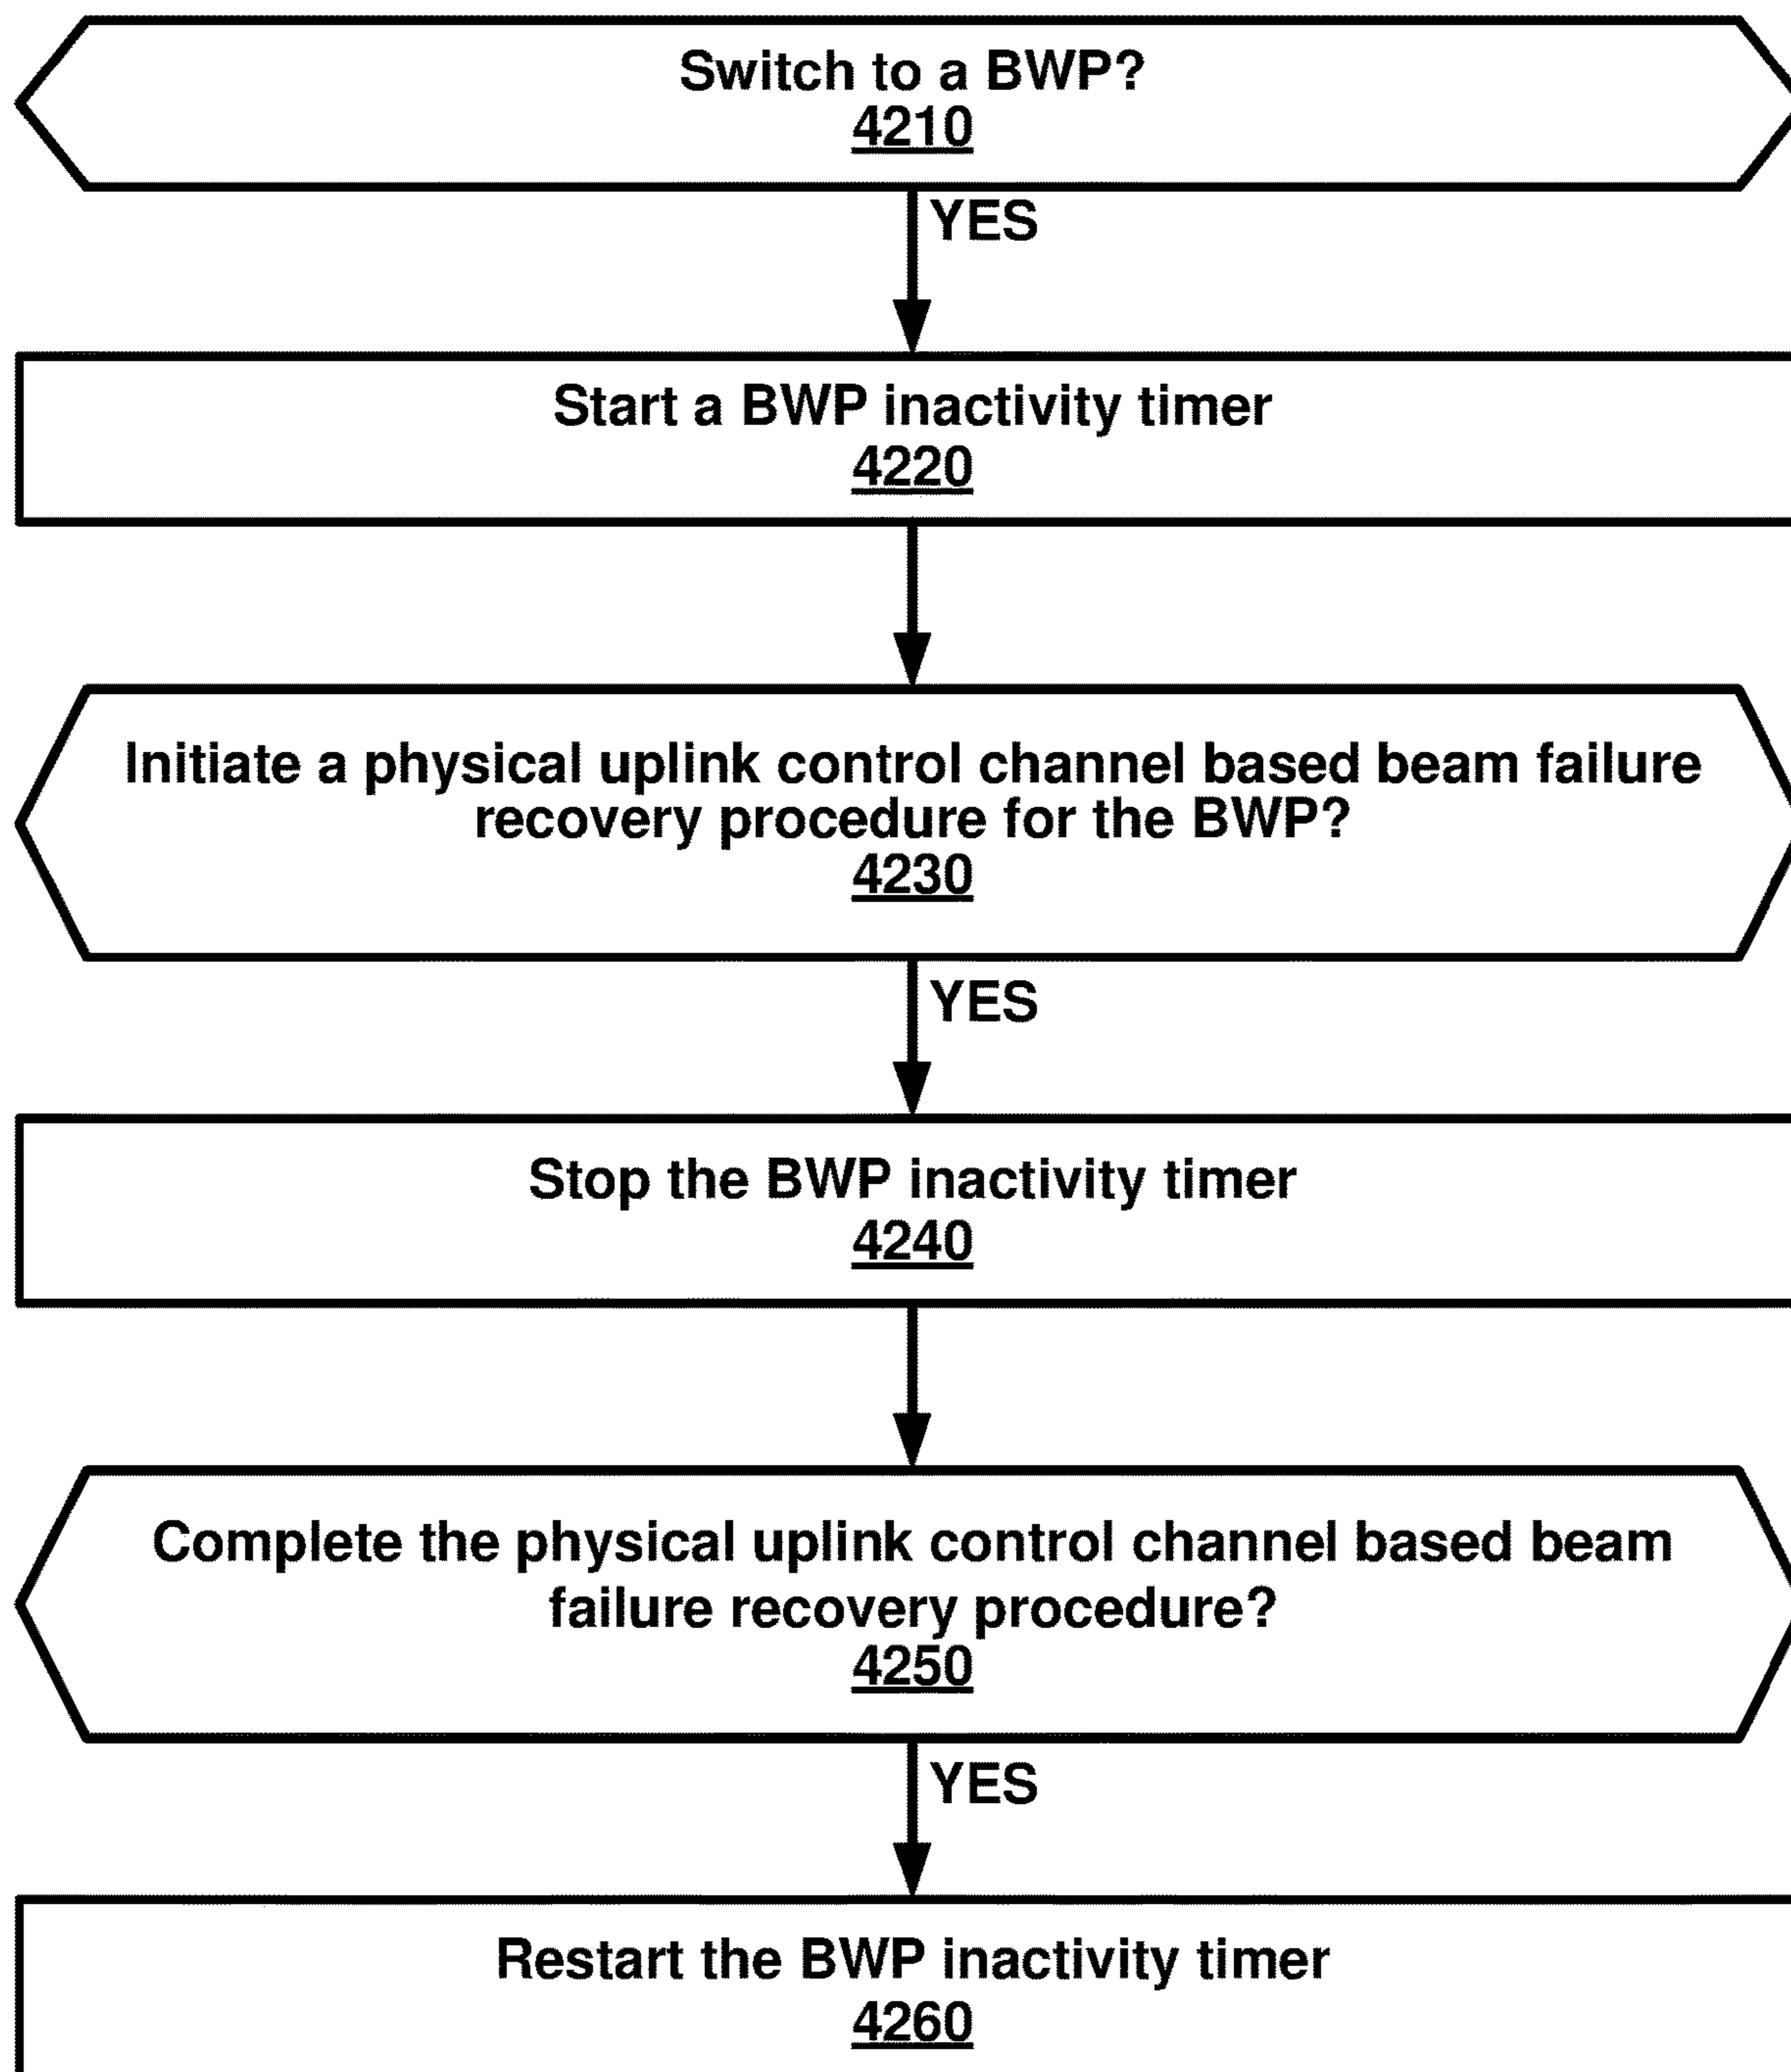 Switch to a BWP?
4210
YES
Start a BWP inactivity timer
4220
Initiate a physical uplink control channel based beam failure
recovery procedure for the BWP?
4230
YES
Stop the BWP inactivity timer
4240
Complete the physical uplink control channel based beam
failure recovery procedure?
4250
YES
Restart the BWP inactivity timer
4260